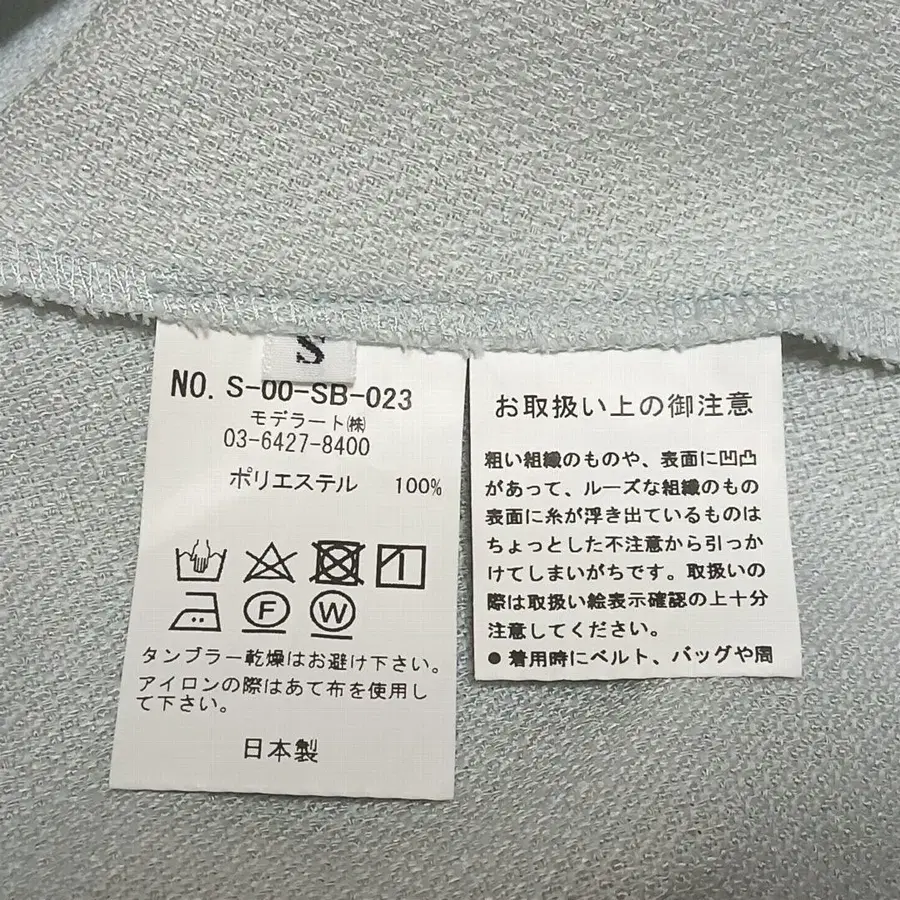 S
NO. S-00-SB-023
モデラート㈱
03-6427-8400
ポリエステル 100%
F W
タンブラー乾燥はお避け下さい。
アイロンの際はあて布を使用し
て下さい。
日本製
お取扱い上の御注意
粗い組織のものや、表面に凹凸
があって、ルーズな組織のもの
表面に糸が浮き出ているものは
ちょっとした不注意から引っか
けてしまいがちです。取扱いの
際は取扱い絵表示確認の上十分
注意してください。
● 着用時にベルト、バッグや周